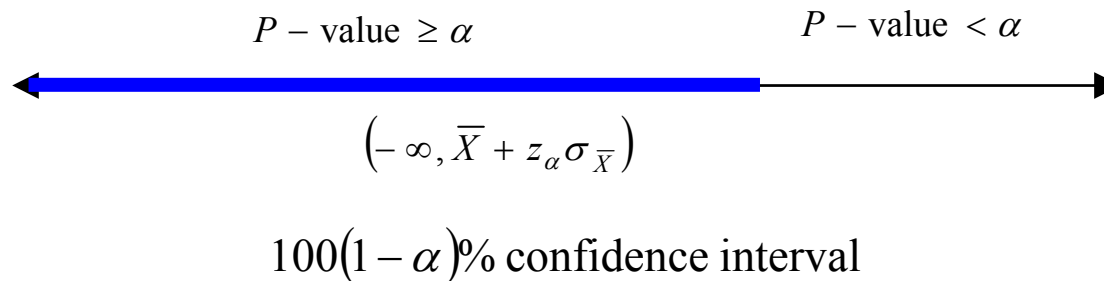 P – value ≥ α P – value < α
(– ∞, X̅ + z_α σ_X̅)
100(1 – α)% confidence interval